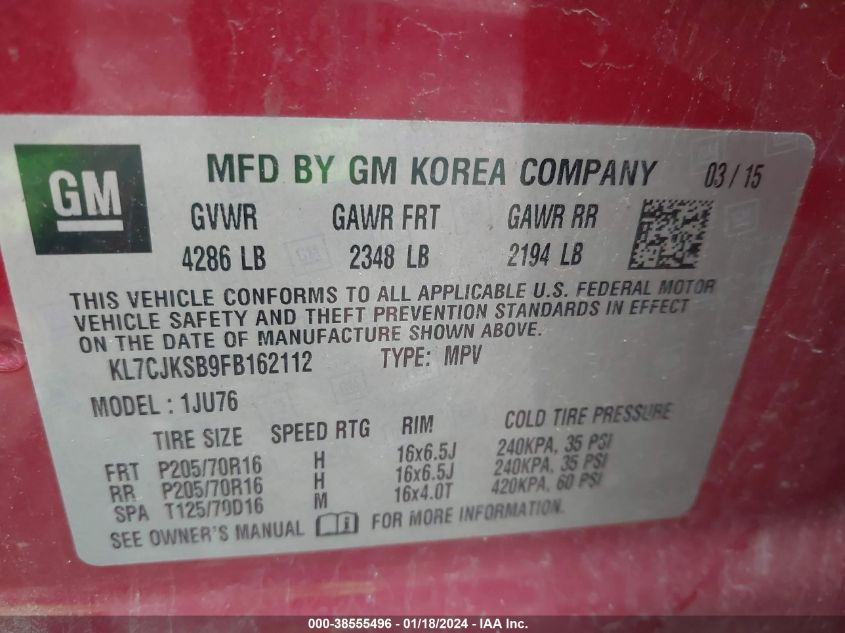 GM
MFD BY GM KOREA COMPANY 03/15
GVWR GAWR FRT GAWR RR
4286 LB 2348 LB 2194 LB
THIS VEHICLE CONFORMS TO ALL APPLICABLE U.S. FEDERAL MOTOR
VEHICLE SAFETY AND THEFT PREVENTION STANDARDS IN EFFECT
ON THE DATE OF MANUFACTURE SHOWN ABOVE.
KL7CJKSB9FB162112 TYPE: MPV
MODEL : 1JU76
TIRE SIZE SPEED RTG RIM COLD TIRE PRESSURE
FRT P205/70R16 H 16x6.5J 240KPA, 35 PSI
RR P205/70R16 H 16x6.5J 240KPA, 35 PSI
SPA T125/70D16 M 16x4.0T 420KPA, 60 PSI
SEE OWNER'S MANUAL FOR MORE INFORMATION.
000-38555496 - 01/18/2024 - IAA Inc.